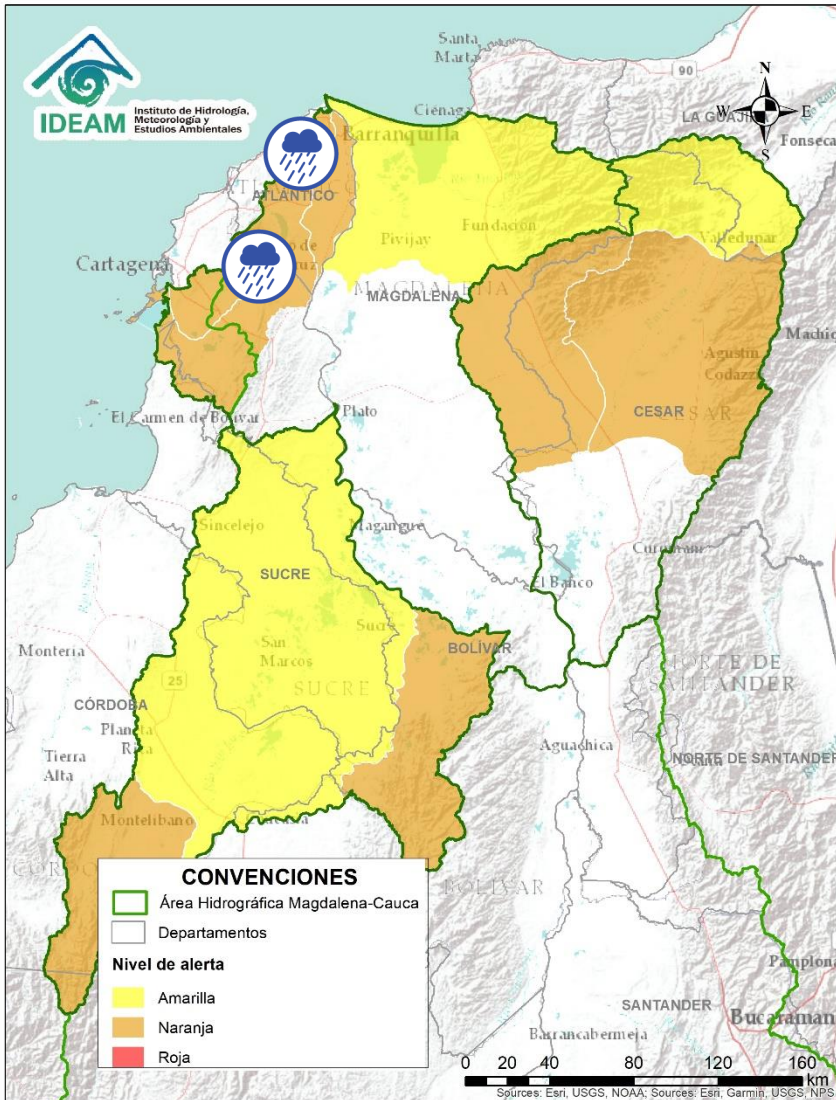 IDEAM
Instituto de Hidrología,
Meteorología y
Estudios Ambientales
Santa
Marta
90
N
W
E
S
Ciénaga
LA GUAJI
Fonseca
Barranquilla
ATLÁNTICO
Cartagena
Pivijay
Fundación
Valledupar
MAGDALENA
MAGDALENA
Agustín
Codazzi
CESAR
CESAR
El Carmen de Bolívar
Plato
Sincelejo
Magangué
SUCRE
Curumaní
El Banco
Montería
San
Marcos
Sucre
BOLÍVAR
25
SUCRE
CÓRDOBA
Planeta
Rica
Tierra
Alta
NORTE DE
SANTANDER
Aguachica
NORTE DE SANTANDER
Montelíbano
BOLÍVAR
CONVENCIONES
Área Hidrográfica Magdalena-Cauca
Departamentos
Nivel de alerta
Amarilla
Naranja
Roja
Pamplona
SANTANDER
Bucaraman
Barrancabermeja
0 20 40 80 120 160
km
Sources: Esri, USGS, NOAA; Sources: Esri, Garmin, USGS, NPS